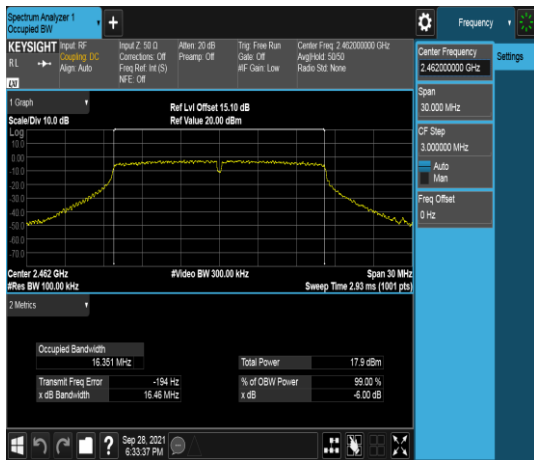 Spectrum Analyzer 1
Occupied BW
KEYSIGHT
RL
LXI
Input: RF
Coupling: DC
Align: Auto
Input Z: 50 Ω
Corrections: Off
Freq Ref: Int (S)
NFE: Off
Atten: 20 dB
Preamp: Off
Trig: Free Run
Gate: Off
#IF Gain: Low
Center Freq: 2.462000000 GHz
Avg|Hold: 50/50
Radio Std: None
Frequency
Settings
Center Frequency
2.462000000 GHz
Span
30.000 MHz
CF Step
3.000000 MHz
Auto
Man
Freq Offset
0 Hz
1 Graph
Scale/Div 10.0 dB
Ref Lvl Offset 15.10 dB
Ref Value 20.00 dBm
Log
10.0
0.00
-10.0
-20.0
-30.0
-40.0
-50.0
-60.0
-70.0
Center 2.462 GHz
#Video BW 300.00 kHz
Span 30 MHz
#Res BW 100.00 kHz
Sweep Time 2.93 ms (1001 pts)
2 Metrics
Occupied Bandwidth
16.351 MHz
Total Power 17.9 dBm
Transmit Freq Error -194 Hz
% of OBW Power 99.00 %
x dB Bandwidth 16.46 MHz
x dB -6.00 dB
Sep 28, 2021
6:33:37 PM